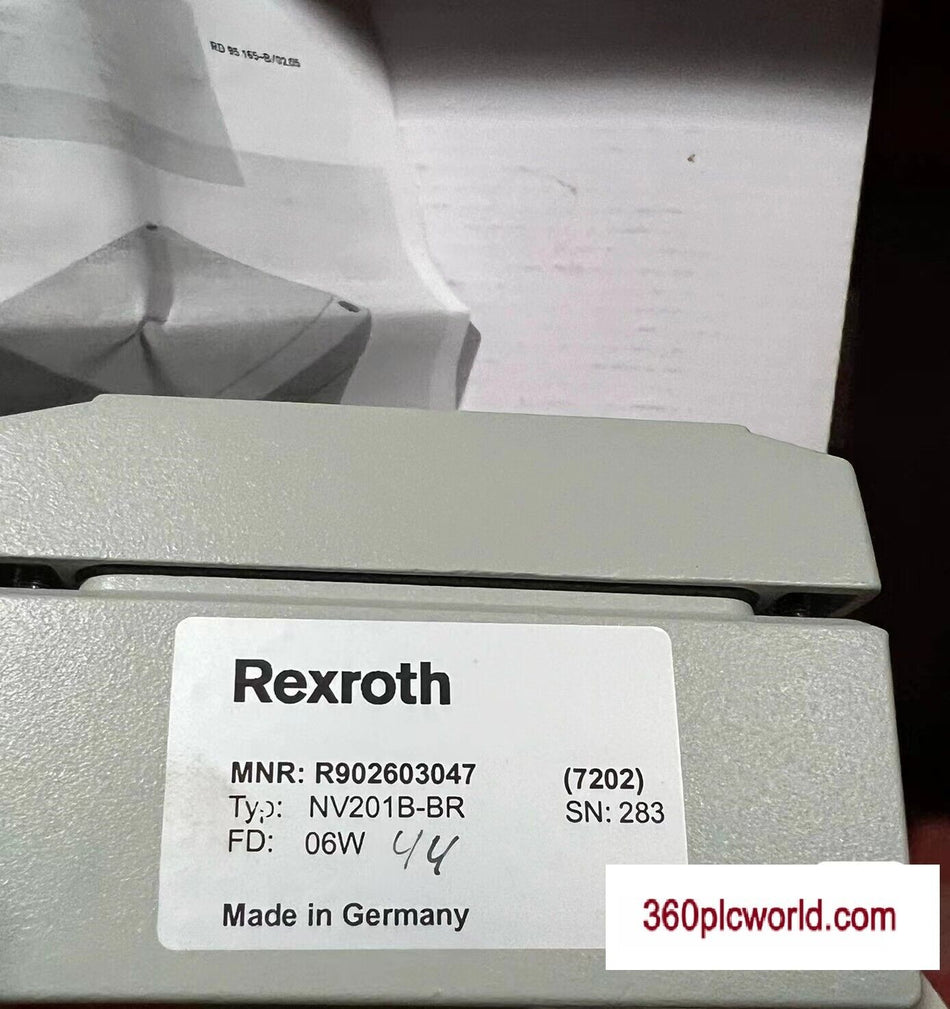 RD 95 165-B/02.05
Rexroth
MNR: R902603047 (7202)
Typ: NV201B-BR SN: 283
FD: 06W 44
Made in Germany
360plcworld.com